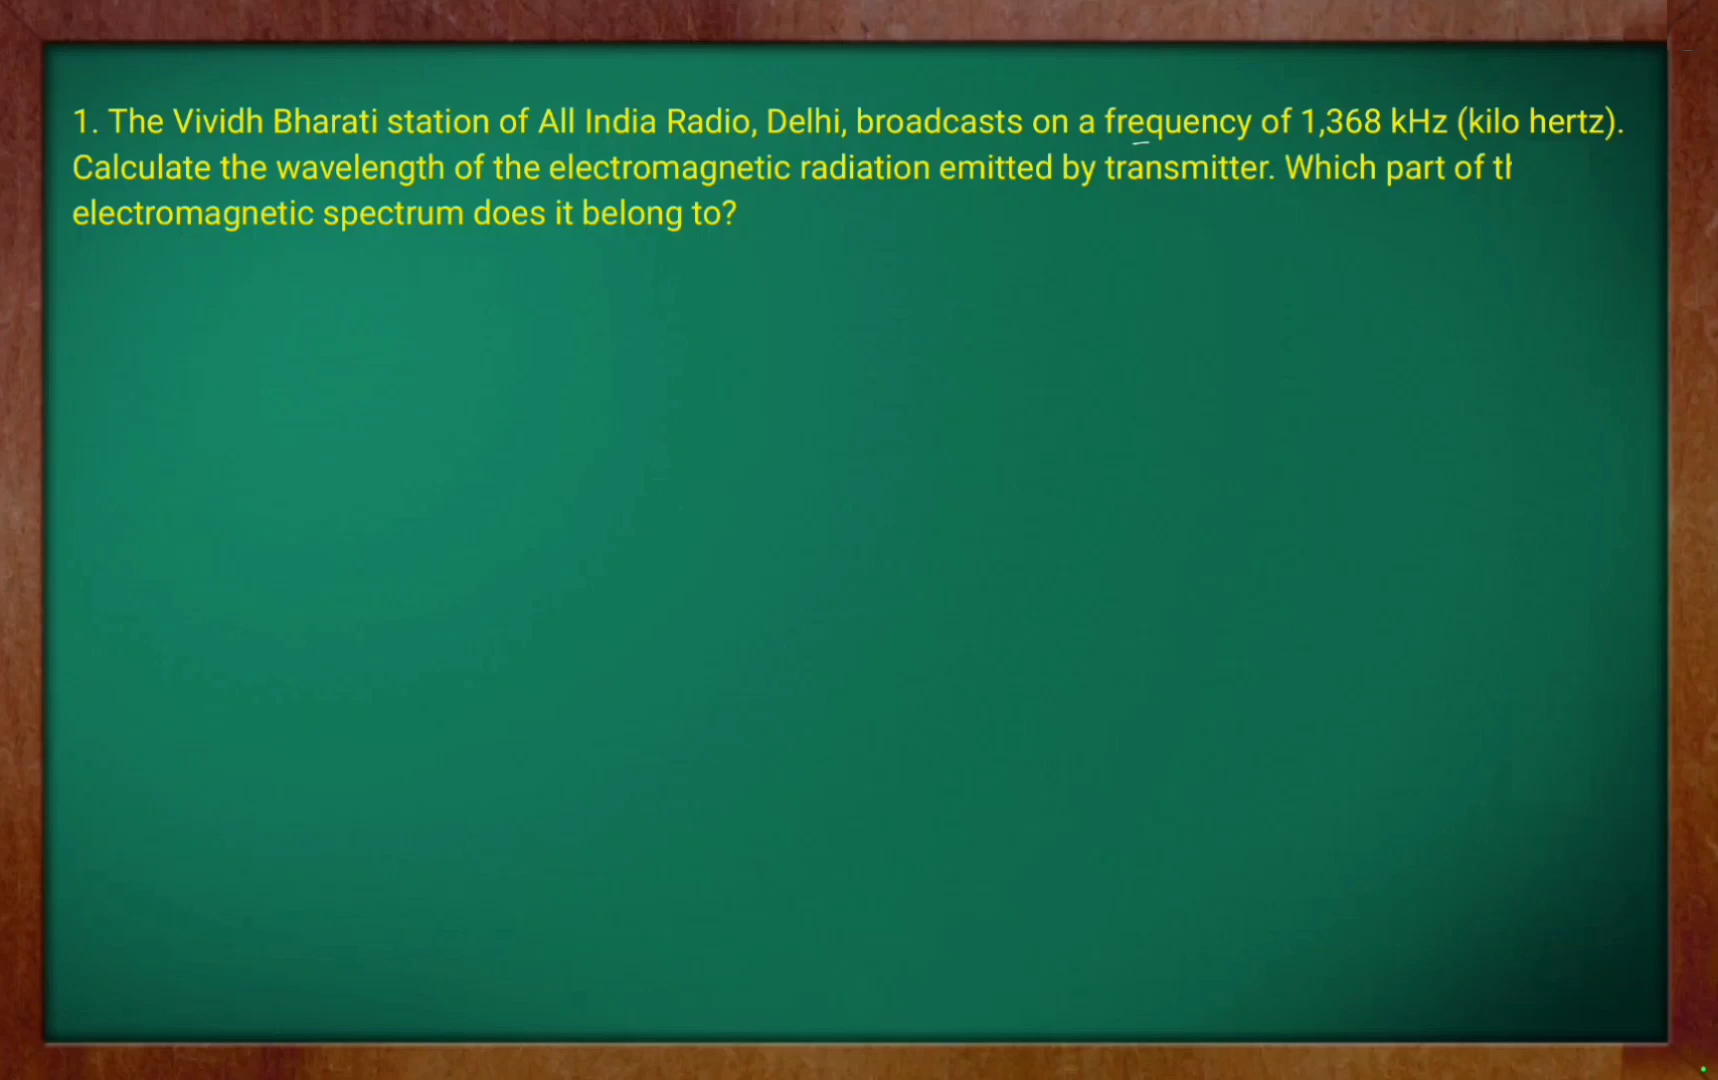 1. The Vividh Bharati station of All India Radio, Delhi, broadcasts on a frequency of 1,368 kHz (kilo hertz).
Calculate the wavelength of the electromagnetic radiation emitted by transmitter. Which part of th
electromagnetic spectrum does it belong to?